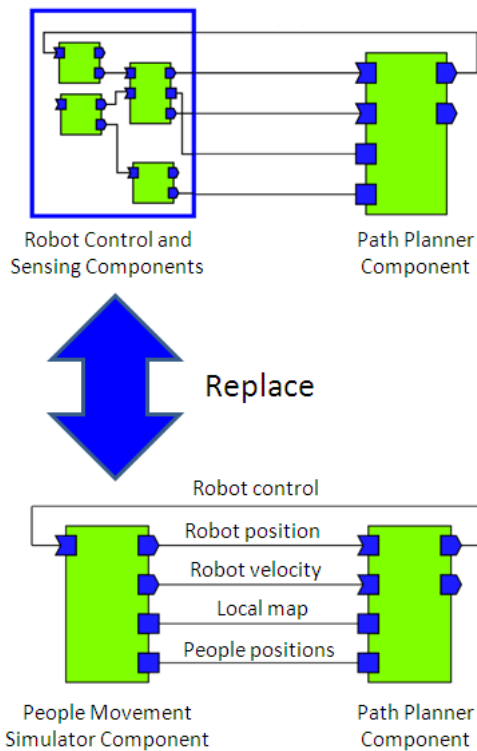 Robot Control and
Sensing Components
Path Planner
Component
Replace
Robot control
Robot position
Robot velocity
Local map
People positions
People Movement
Simulator Component
Path Planner
Component